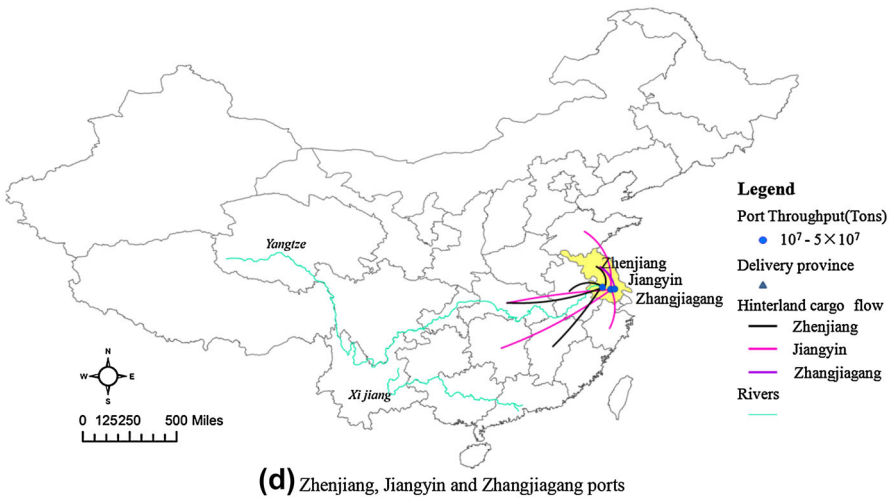 Yangtze
Zhenjiang
Jiangyin
Zhangjiagang
Xi jiang
N
W E
S
0 125250 500 Miles
Legend
Port Throughput(Tons)
10⁷ - 5×10⁷
Delivery province
Hinterland cargo flow
Zhenjiang
Jiangyin
Zhangjiagang
Rivers
(d) Zhenjiang, Jiangyin and Zhangjiagang ports